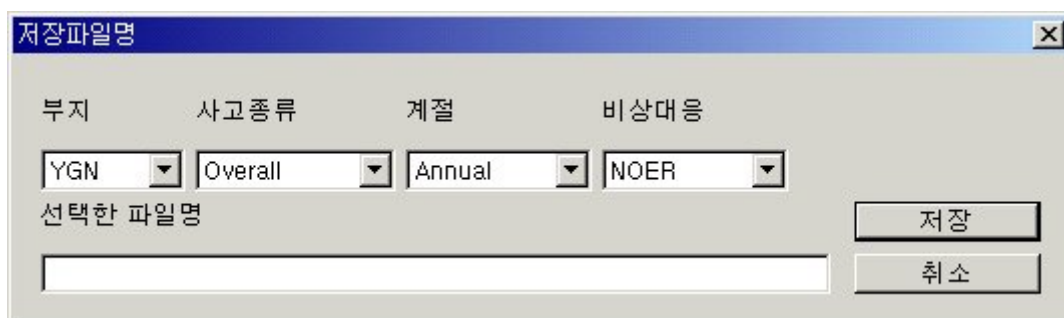 저장파일명
부지 사고종류 계절 비상대응
YGN Overall Annual NOER
선택한 파일명
저장
취소